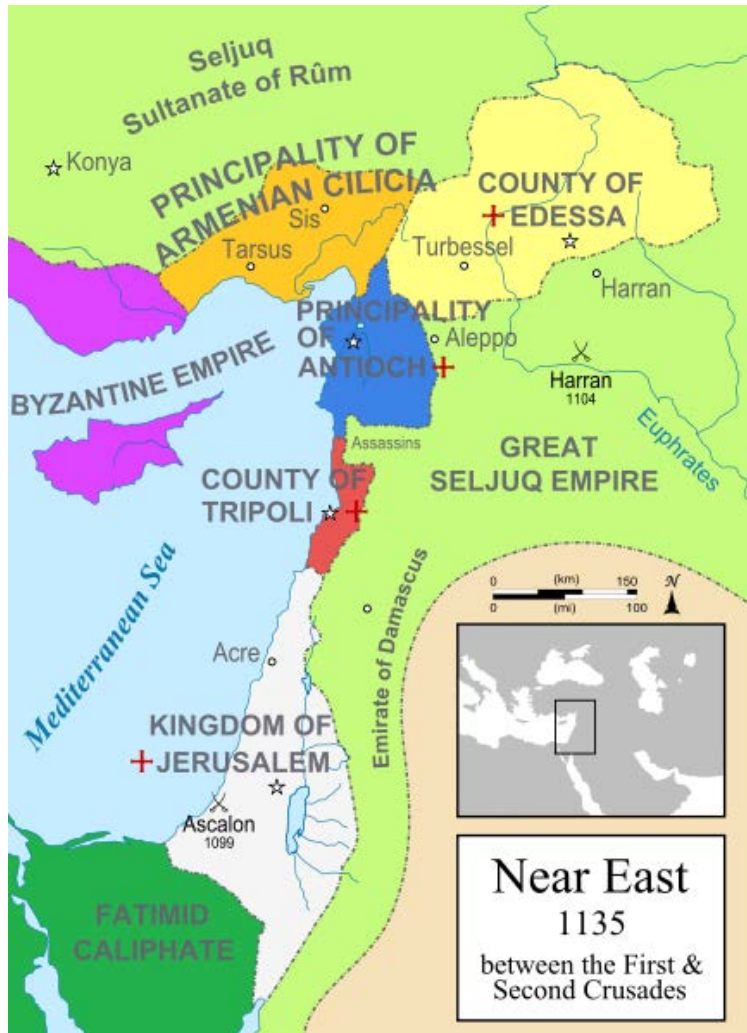 Seljuq
Sultanate of Rûm
Konya
PRINCIPALITY OF
ARMENIAN CILICIA
Sis
Tarsus
COUNTY OF
EDESSA
Turbessel
Harran
PRINCIPALITY
OF
ANTIOCH
Aleppo
Harran
1104
BYZANTINE EMPIRE
Euphrates
Assassins
GREAT
SELJUQ EMPIRE
COUNTY OF
TRIPOLI
Mediterranean Sea
Emirate of Damascus
0 (km) 150
0 (mi) 100
N
Acre
KINGDOM OF
JERUSALEM
Ascalon
1099
FATIMID
CALIPHATE
Near East
1135
between the First &
Second Crusades